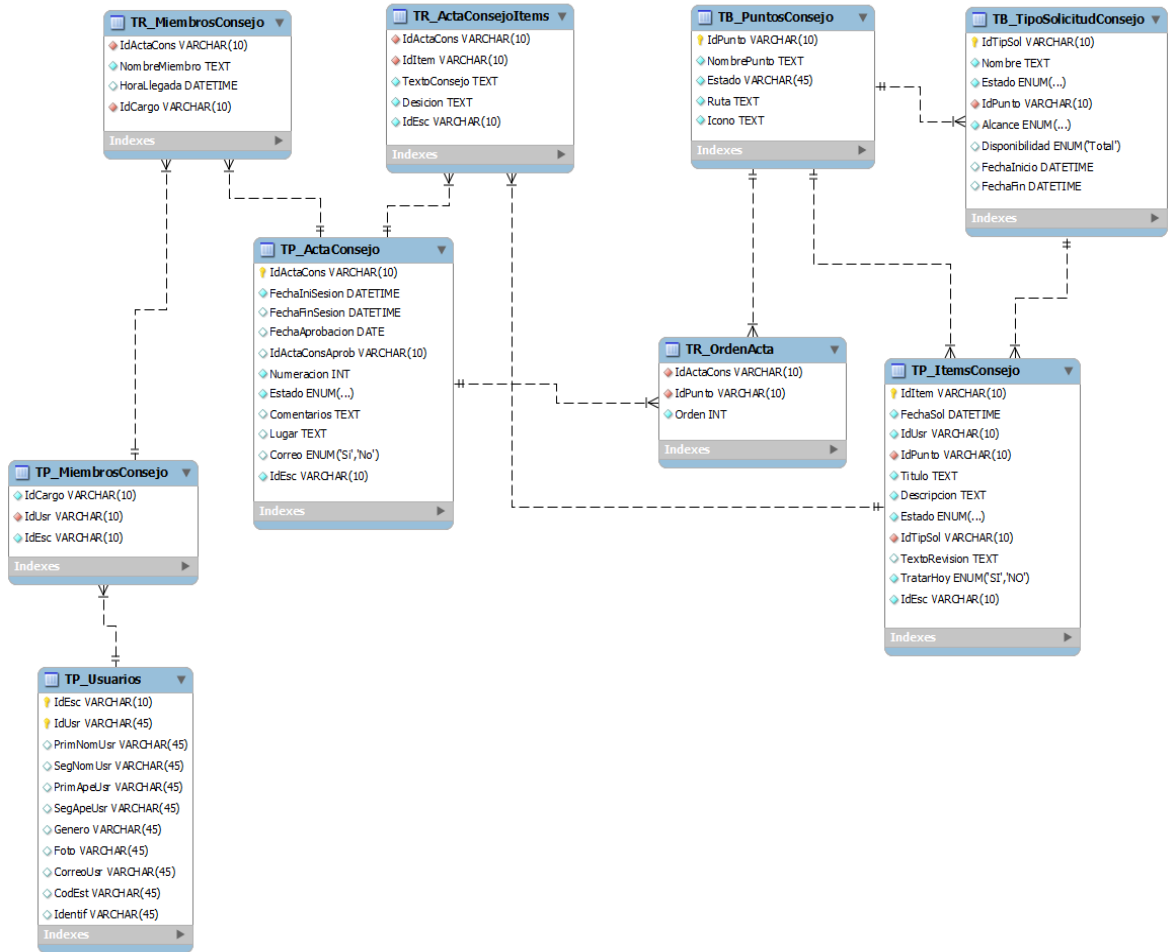 TR_MiembrosConsejo
IdActaCons VARCHAR(10)
NombreMiembro TEXT
HoraLlegada DATETIME
IdCargo VARCHAR(10)
Indexes
TR_ActaConsejoItems
IdActaCons VARCHAR(10)
IdItem VARCHAR(10)
TextoConsejo TEXT
Desicion TEXT
IdEsc VARCHAR(10)
Indexes
TB_PuntosConsejo
IdPunto VARCHAR(10)
NombrePunto TEXT
Estado VARCHAR(45)
Ruta TEXT
Icono TEXT
Indexes
TB_TipoSolicitudConsejo
IdTipSol VARCHAR(10)
Nombre TEXT
Estado ENUM(...)
IdPunto VARCHAR(10)
Alcance ENUM(...)
Disponibilidad ENUM('Total')
FechaInicio DATETIME
FechaFin DATETIME
Indexes
TP_ActaConsejo
IdActaCons VARCHAR(10)
FechaIniSesion DATETIME
FechaFinSesion DATETIME
FechaAprobacion DATE
IdActaConsAprob VARCHAR(10)
Numeracion INT
Estado ENUM(...)
Comentarios TEXT
Lugar TEXT
Correo ENUM('Si','No')
IdEsc VARCHAR(10)
Indexes
TR_OrdenActa
IdActaCons VARCHAR(10)
IdPunto VARCHAR(10)
Orden INT
Indexes
TP_ItemsConsejo
IdItem VARCHAR(10)
FechaSol DATETIME
IdUsr VARCHAR(10)
IdPunto VARCHAR(10)
Titulo TEXT
Descripcion TEXT
Estado ENUM(...)
IdTipSol VARCHAR(10)
TextoRevision TEXT
TratarHoy ENUM('SI','NO')
IdEsc VARCHAR(10)
Indexes
TP_MiembrosConsejo
IdCargo VARCHAR(10)
IdUsr VARCHAR(10)
IdEsc VARCHAR(10)
Indexes
TP_Usuarios
IdEsc VARCHAR(10)
IdUsr VARCHAR(45)
PrimNomUsr VARCHAR(45)
SegNomUsr VARCHAR(45)
PrimApeUsr VARCHAR(45)
SegApeUsr VARCHAR(45)
Genero VARCHAR(45)
Foto VARCHAR(45)
CorreoUsr VARCHAR(45)
CodEst VARCHAR(45)
Identif VARCHAR(45)
Indexes